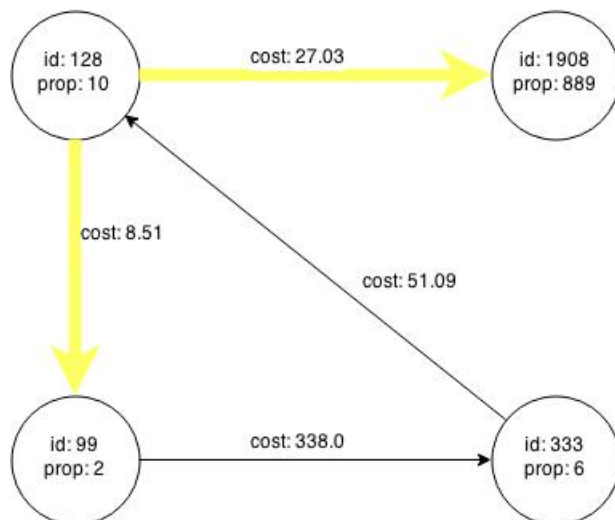 id: 128
prop: 10
cost: 27.03
id: 1908
prop: 889
cost: 8.51
cost: 51.09
id: 99
prop: 2
cost: 338.0
id: 333
prop: 6